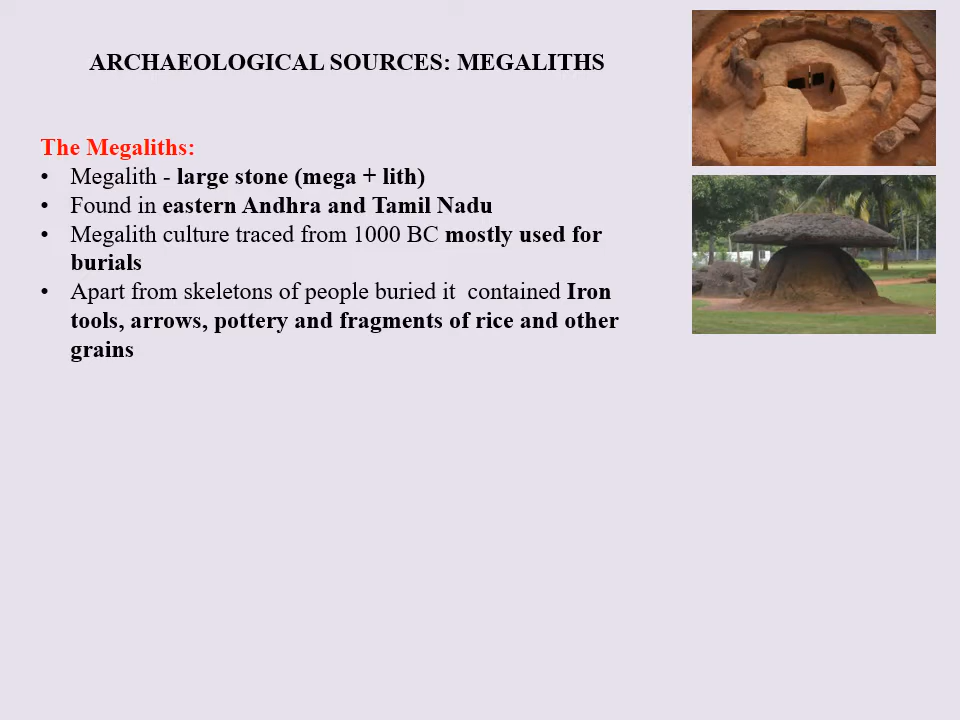 ARCHAEOLOGICAL SOURCES: MEGALITHS
The Megaliths:
• Megalith - large stone (mega + lith)
• Found in eastern Andhra and Tamil Nadu
• Megalith culture traced from 1000 BC mostly used for
burials
• Apart from skeletons of people buried it  contained Iron
tools, arrows, pottery and fragments of rice and other
grains